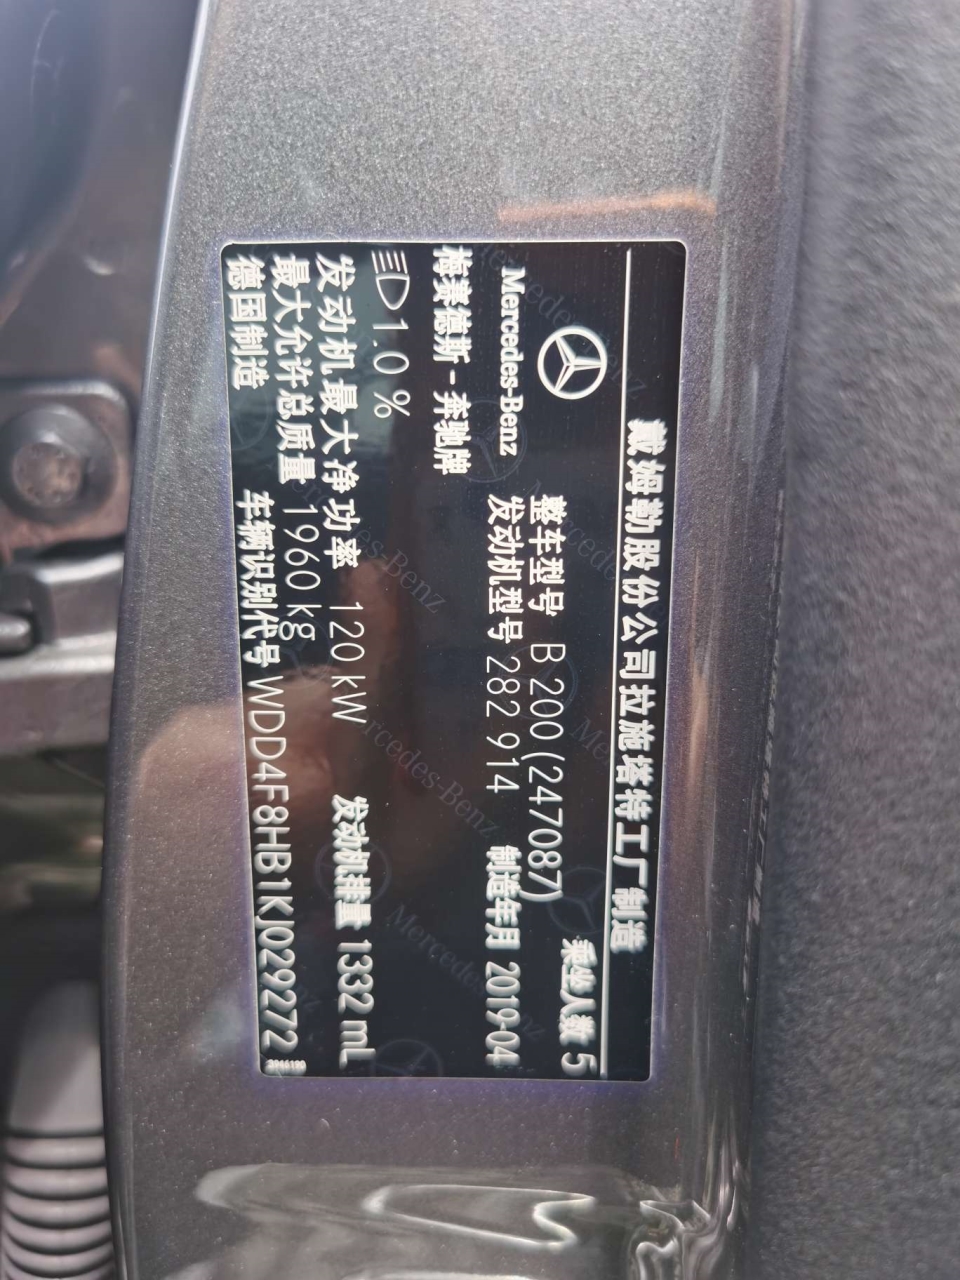 戴姆勒股份公司拉施塔特工厂制造
乘坐人数 5
Mercedes-Benz
整车型号 B 200 (247087)
发动机型号 282 914
制造年月 2019-04
梅赛德斯-奔驰牌
1.0 %
发动机最大净功率 120 kW
发动机排量 1332 mL
最大允许总质量 1960 kg
德国制造
车辆识别代号 WDD4F8HB1KJ029272